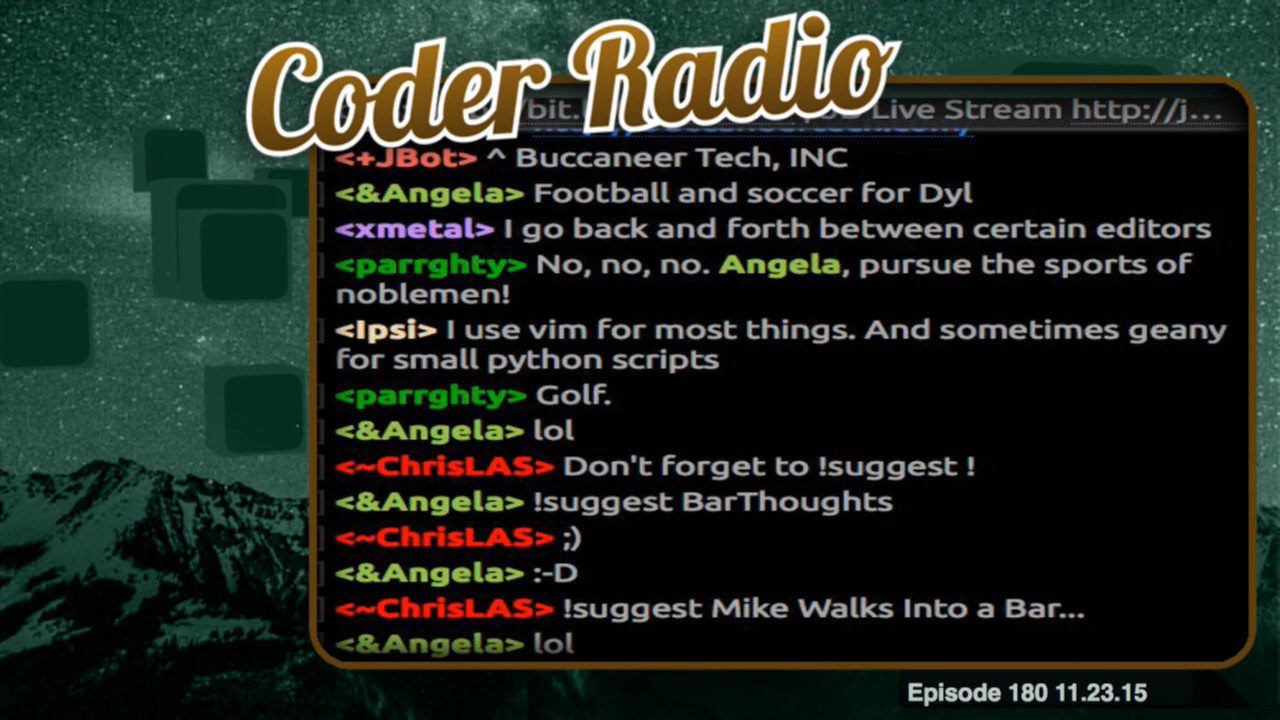 Coder Radio
/bit. Live Stream http://j...
<+JBot> ^ Buccaneer Tech, INC
<&Angela> Football and soccer for Dyl
<xmetal> I go back and forth between certain editors
<parrghty> No, no, no. Angela, pursue the sports of
noblemen!
<Ipsi> I use vim for most things. And sometimes geany
for small python scripts
<parrghty> Golf.
<&Angela> lol
<~ChrisLAS> Don't forget to !suggest !
<&Angela> !suggest BarThoughts
<~ChrisLAS> ;)
<&Angela> :-D
<~ChrisLAS> !suggest Mike Walks Into a Bar...
<&Angela> lol
Episode 180 11.23.15